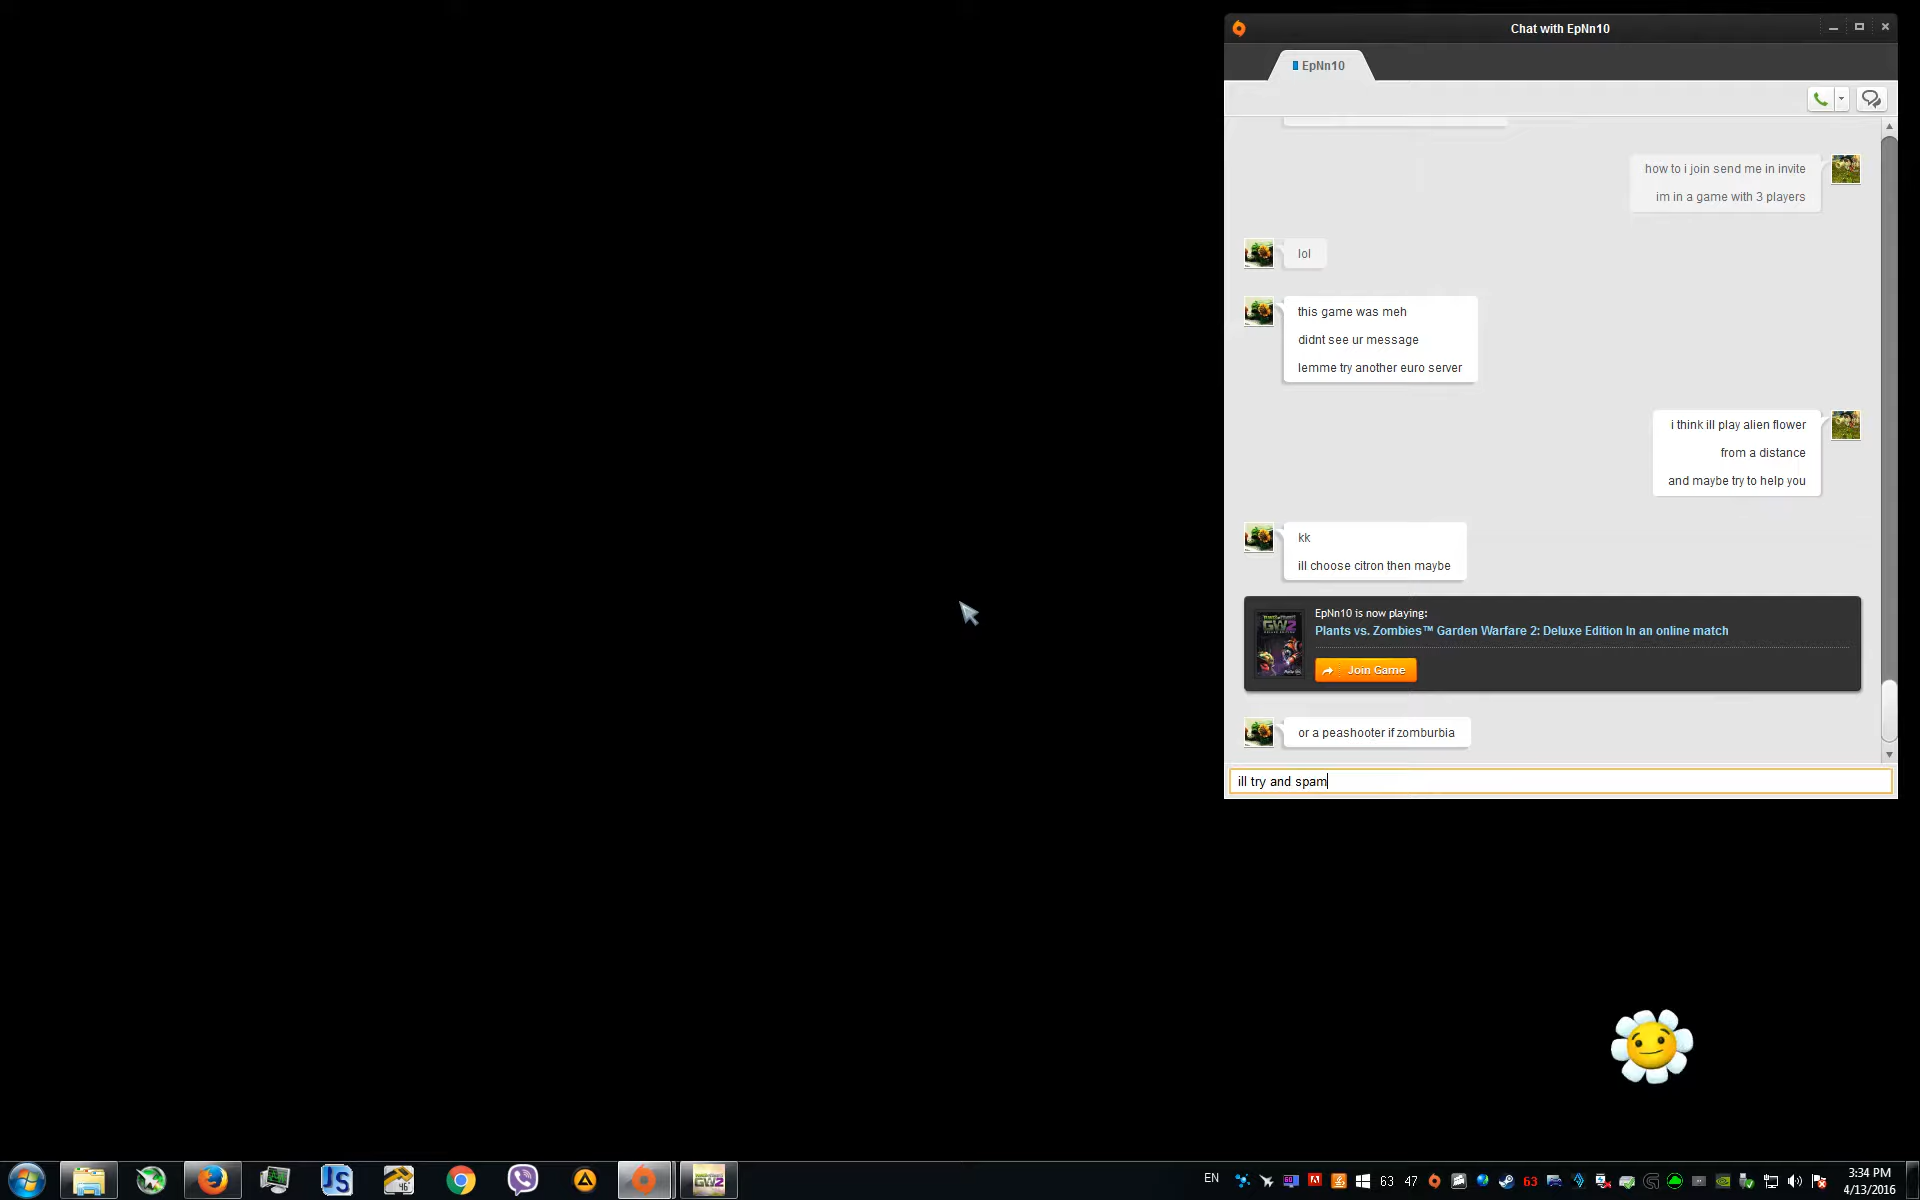 Chat with EpNn10
EpNn10
how to i join send me in invite
im in a game with 3 players
lol
this game was meh
didnt see ur message
lemme try another euro server
i think ill play alien flower
from a distance
and maybe try to help you
kk
ill choose citron then maybe
EpNn10 is now playing:
Plants vs. Zombies™ Garden Warfare 2: Deluxe Edition In an online match
GW2
Join Game
or a peashooter if zomburbia
ill try and spam
JS
46
GW2
EN
63
47
63
3:34 PM
4/13/2016